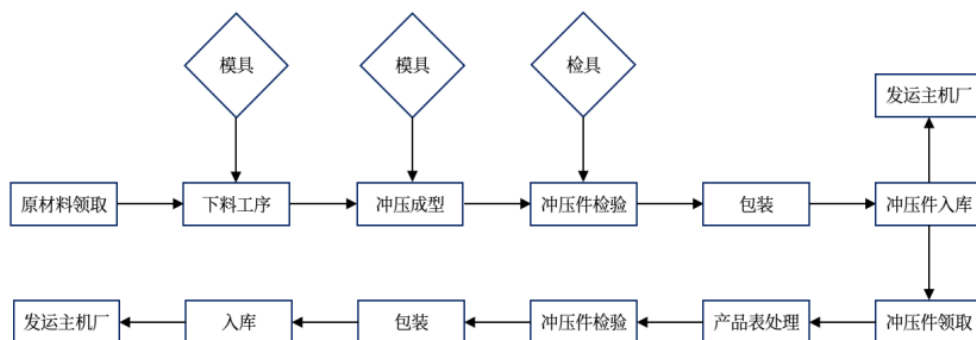 模具
模具
检具
发运主机厂
原材料领取
下料工序
冲压成型
冲压件检验
包装
冲压件入库
发运主机厂
入库
包装
冲压件检验
产品表处理
冲压件领取